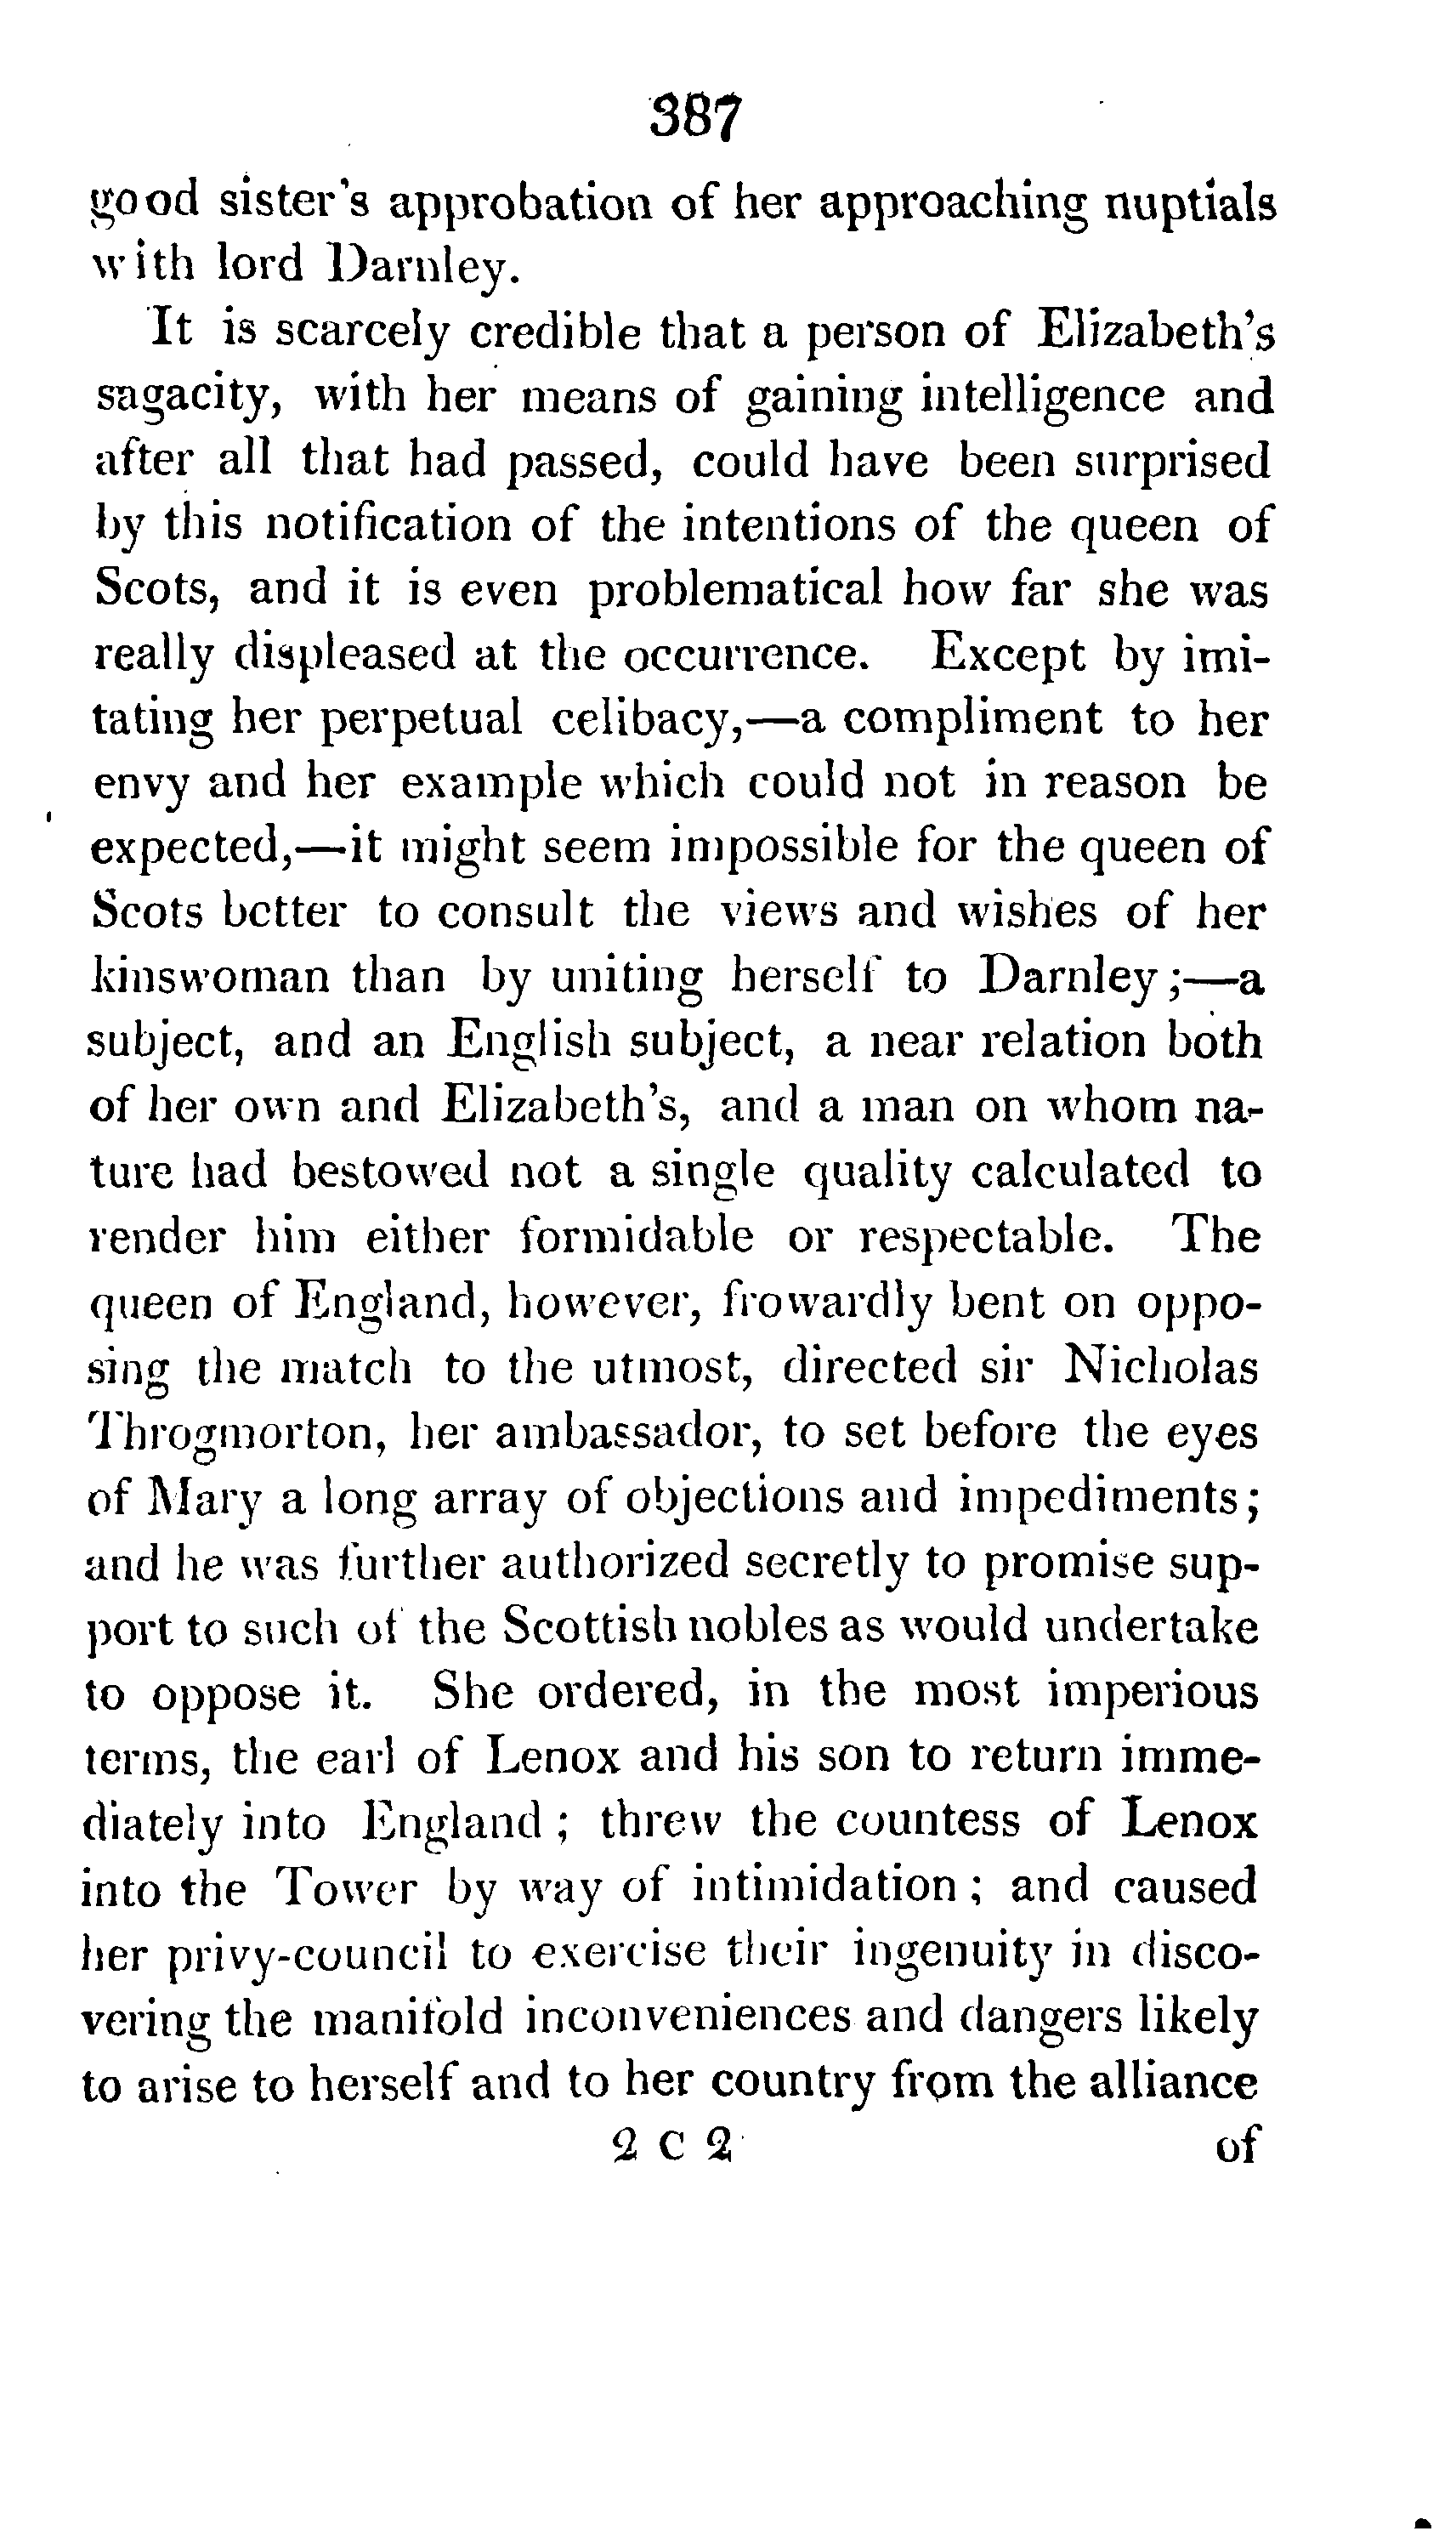 387
good sister's approbation of her approaching nuptials
with lord Darnley.
It is scarcely credible that a person of Elizabeth's
sagacity, with her means of gaining intelligence and
after all that had passed, could have been surprised
by this notification of the intentions of the queen of
Scots, and it is even problematical how far she was
really displeased at the occurrence. Except by imi-
tating her perpetual celibacy,—a compliment to her
envy and her example which could not in reason be
expected,—it might seem impossible for the queen of
Scots better to consult the views and wishes of her
kinswoman than by uniting herself to Darnley;—a
subject, and an English subject, a near relation both
of her own and Elizabeth's, and a man on whom na-
ture had bestowed not a single quality calculated to
render him either formidable or respectable. The
queen of England, however, frowardly bent on oppo-
sing the match to the utmost, directed sir Nicholas
Throgmorton, her ambassador, to set before the eyes
of Mary a long array of objections and impediments;
and he was further authorized secretly to promise sup-
port to such of the Scottish nobles as would undertake
to oppose it. She ordered, in the most imperious
terms, the earl of Lenox and his son to return imme-
diately into England; threw the countess of Lenox
into the Tower by way of intimidation; and caused
her privy-council to exercise their ingenuity in disco-
vering the manifold inconveniences and dangers likely
to arise to herself and to her country from the alliance
2 C 2 of